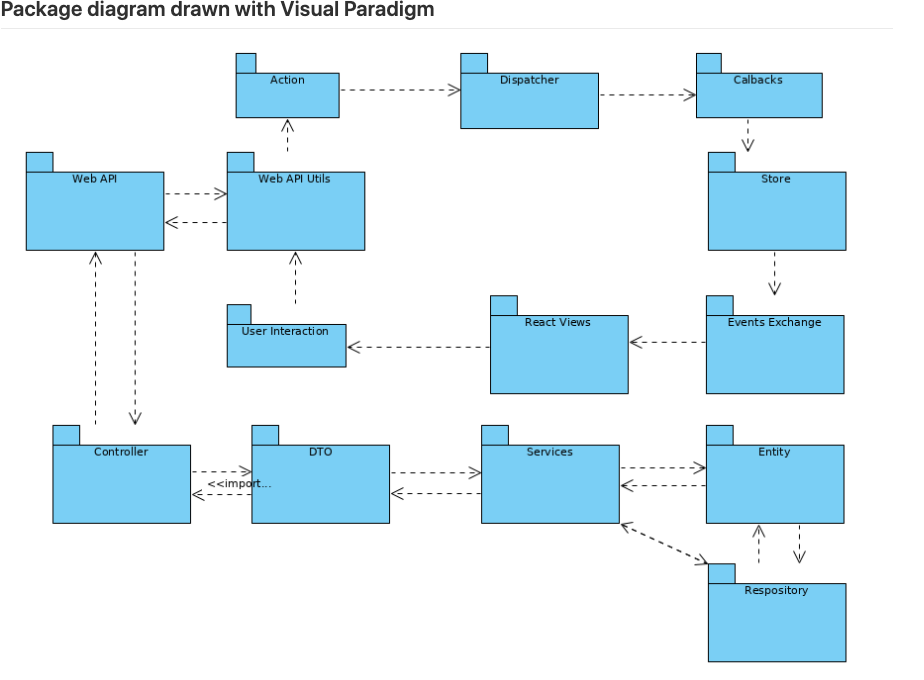 Package diagram drawn with Visual Paradigm
Action
Dispatcher
Calbacks
Web API
Web API Utils
Store
User Interaction
React Views
Events Exchange
Controller
DTO
Services
Entity
<<import...
Respository